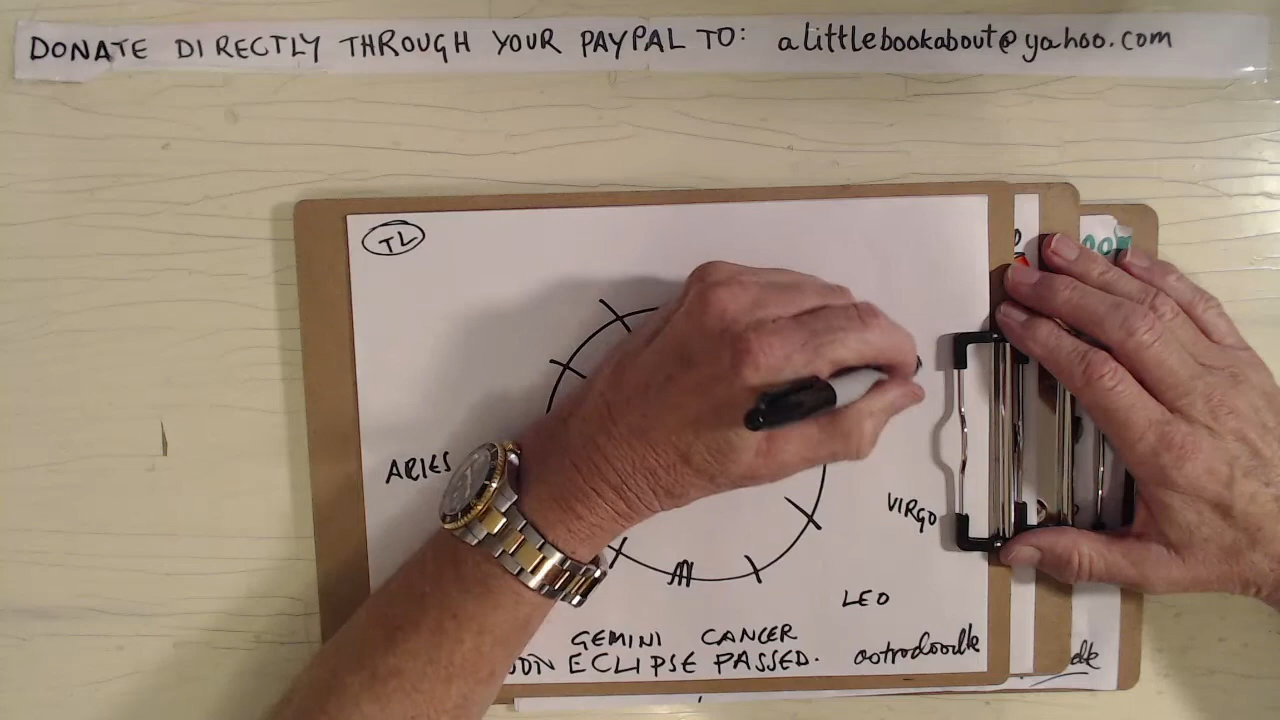 DONATE DIRECTLY THROUGH YOUR PAYPAL TO: alittlebookabout@yahoo.com
TL
ARIES
VIRGO
LEO
GEMINI CANCER
ECLIPSE PASSED. astrodoodle